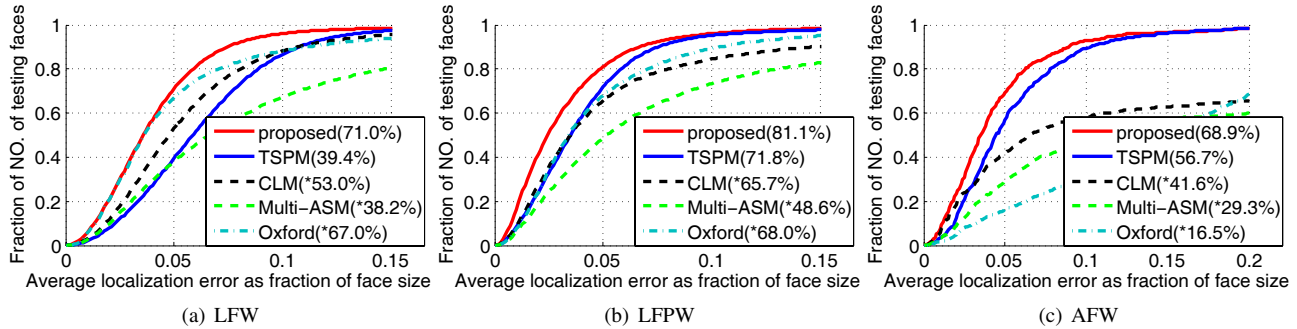 Fraction of NO. of testing faces
1
0.8
0.6
0.4
0.2
0
proposed(71.0%)
TSPM(39.4%)
CLM(*53.0%)
Multi−ASM(*38.2%)
Oxford(*67.0%)
0 0.05 0.1 0.15
Average localization error as fraction of face size
(a) LFW
Fraction of NO. of testing faces
1
0.8
0.6
0.4
0.2
0
proposed(81.1%)
TSPM(71.8%)
CLM(*65.7%)
Multi−ASM(*48.6%)
Oxford(*68.0%)
0 0.05 0.1 0.15
Average localization error as fraction of face size
(b) LFPW
Fraction of NO. of testing faces
1
0.8
0.6
0.4
0.2
0
proposed(68.9%)
TSPM(56.7%)
CLM(*41.6%)
Multi−ASM(*29.3%)
Oxford(*16.5%)
0 0.05 0.1 0.15 0.2
Average localization error as fraction of face size
(c) AFW